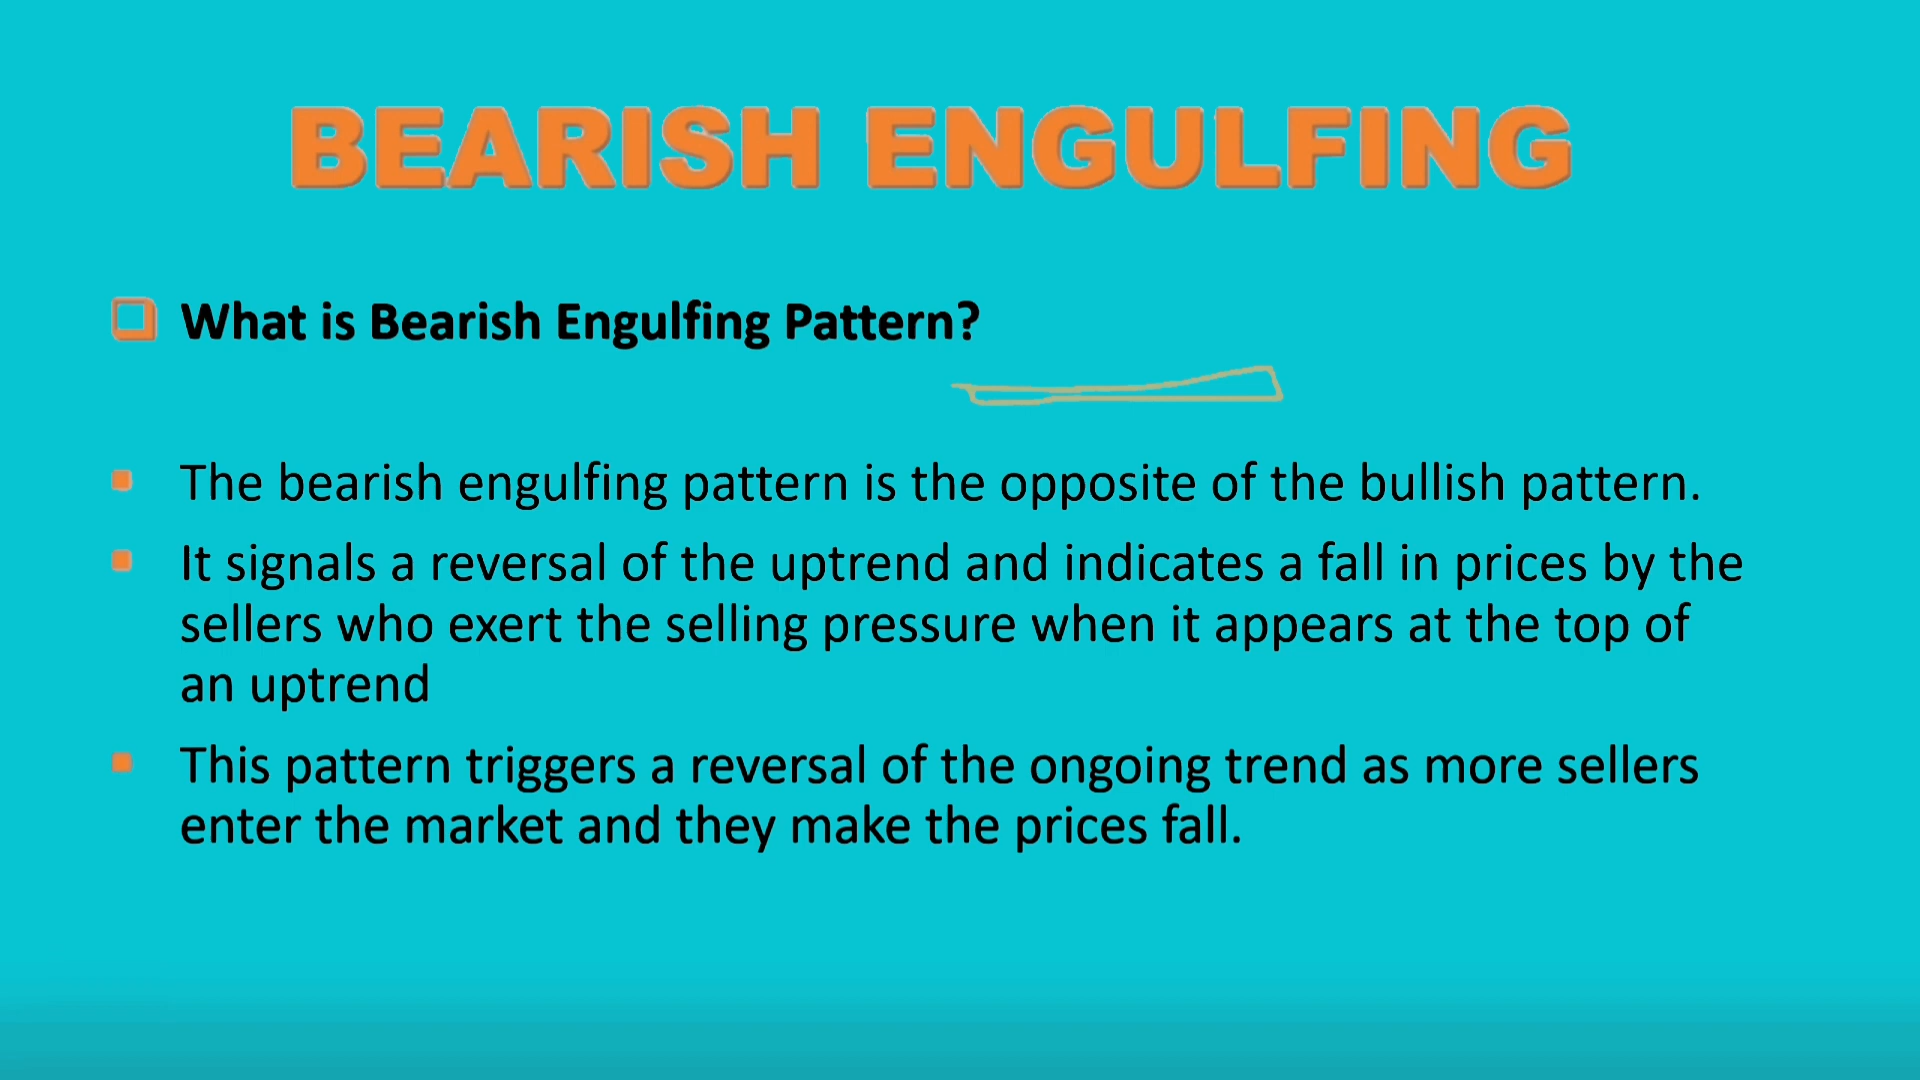 BEARISH ENGULFING
What is Bearish Engulfing Pattern?
The bearish engulfing pattern is the opposite of the bullish pattern.
It signals a reversal of the uptrend and indicates a fall in prices by the
sellers who exert the selling pressure when it appears at the top of
an uptrend
This pattern triggers a reversal of the ongoing trend as more sellers
enter the market and they make the prices fall.